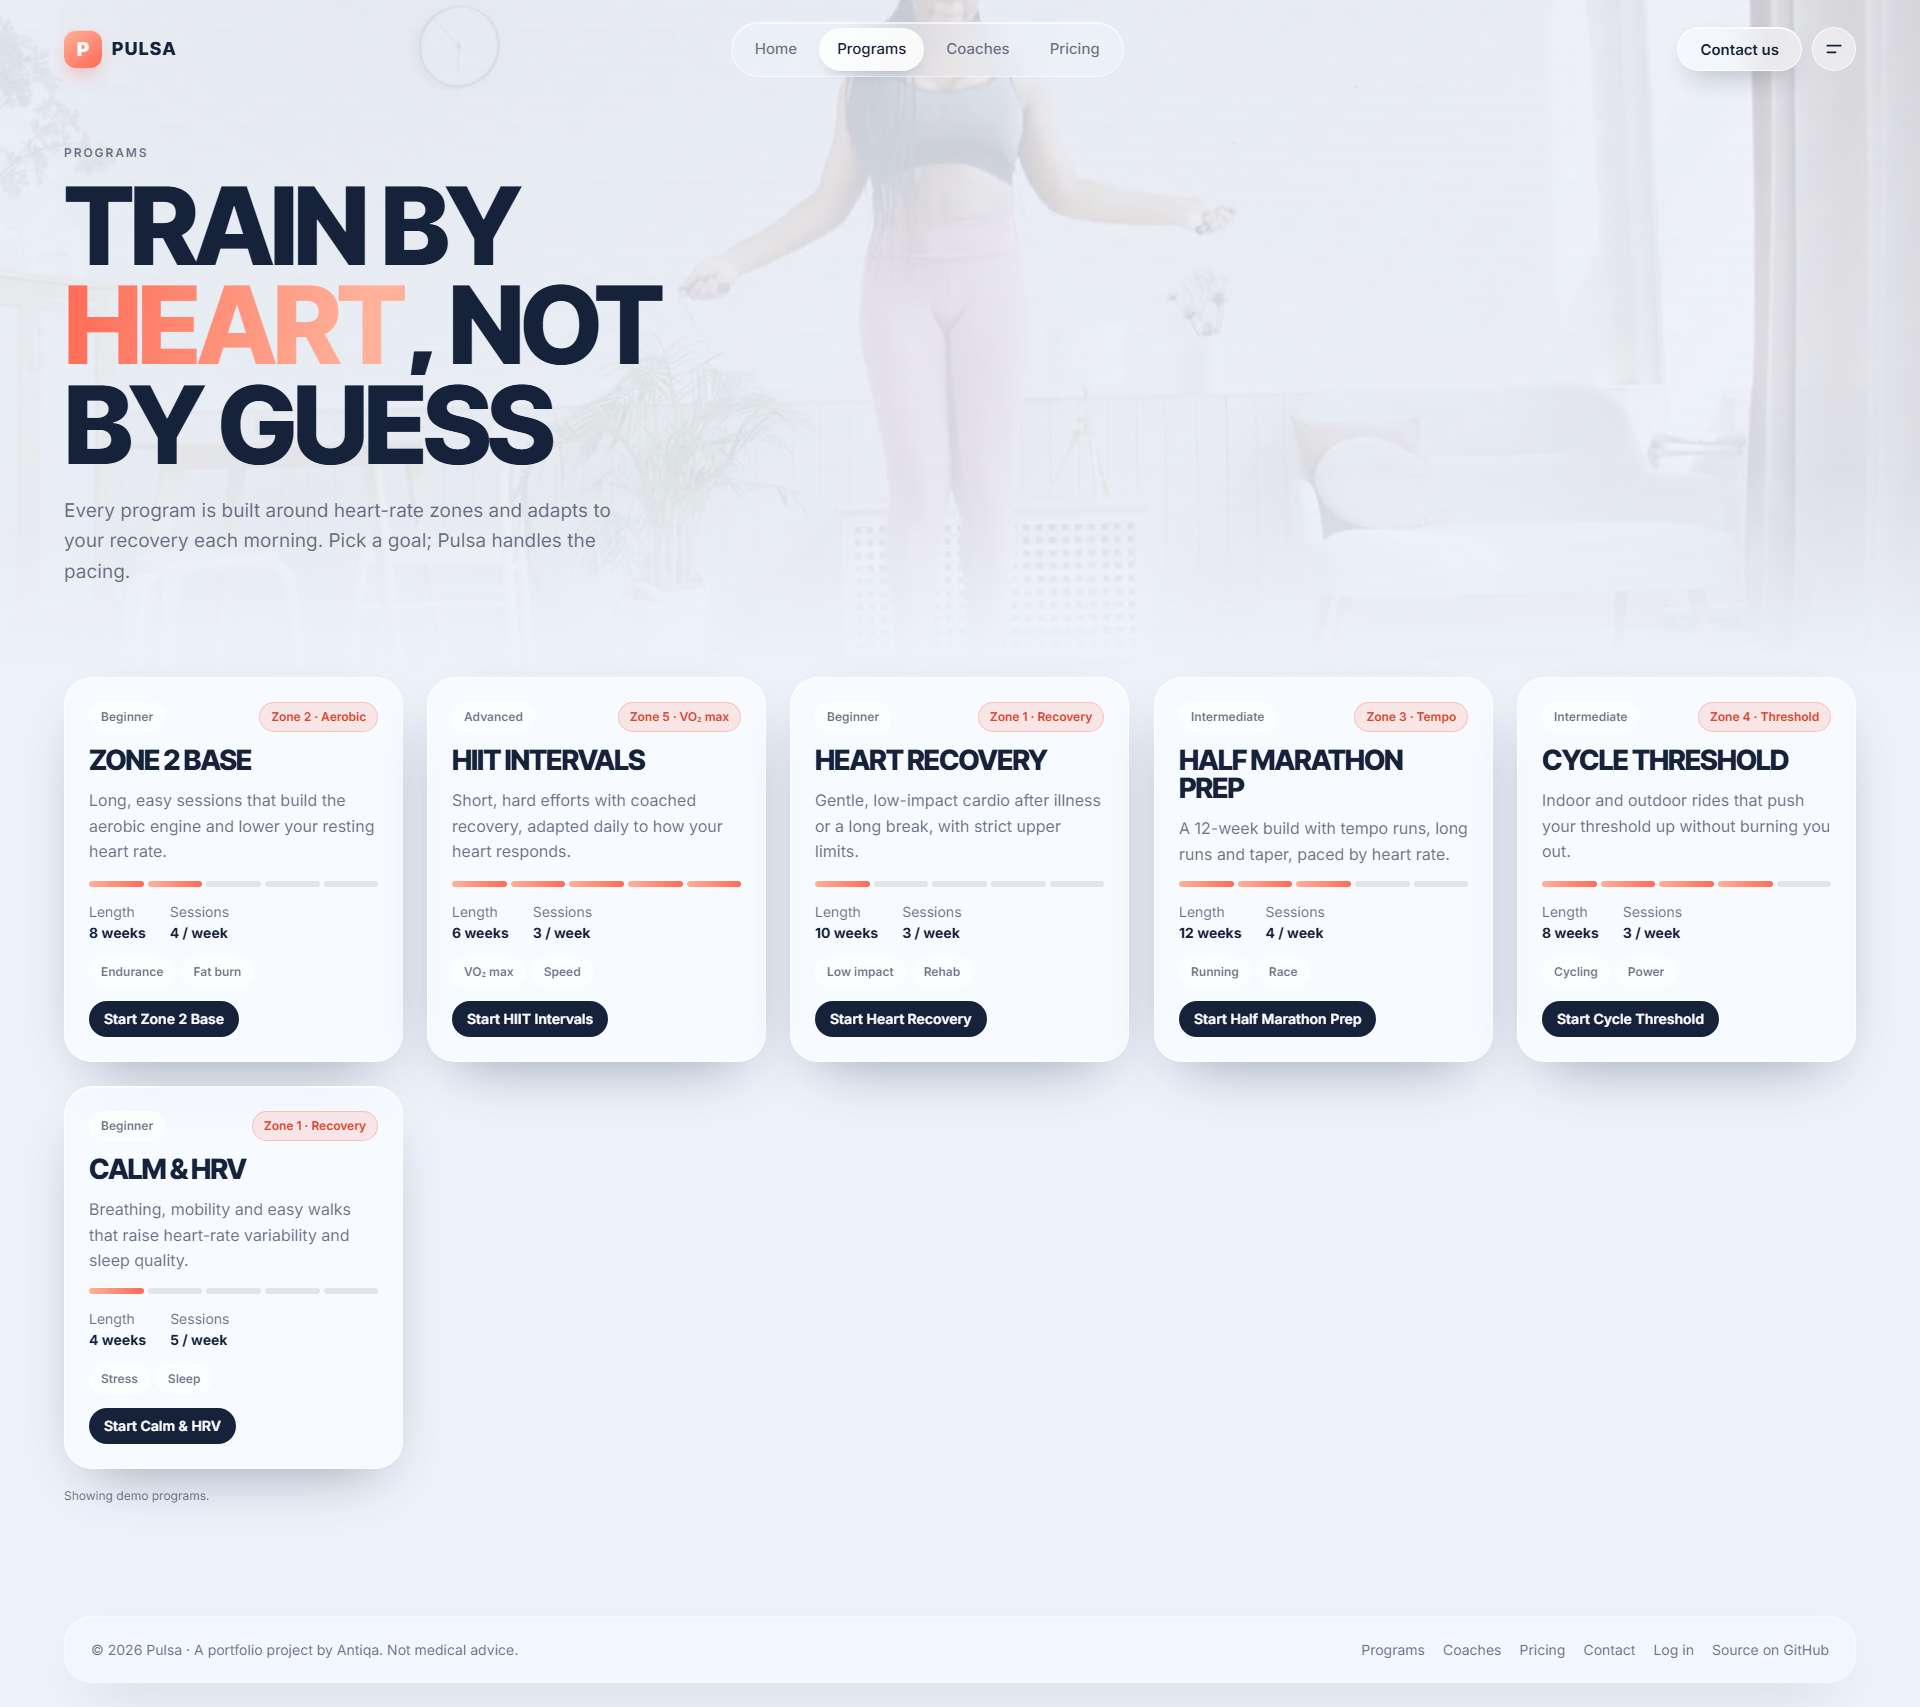 P PULSA
Home Programs Coaches Pricing
Contact us
PROGRAMS
TRAIN BY
HEART, NOT
BY GUESS
Every program is built around heart-rate zones and adapts to
your recovery each morning. Pick a goal; Pulsa handles the
pacing.
Beginner Zone 2 · Aerobic
ZONE 2 BASE
Long, easy sessions that build the
aerobic engine and lower your resting
heart rate.
Length Sessions
8 weeks 4 / week
Endurance Fat burn
Start Zone 2 Base
Advanced Zone 5 · VO₂ max
HIIT INTERVALS
Short, hard efforts with coached
recovery, adapted daily to how your
heart responds.
Length Sessions
6 weeks 3 / week
VO₂ max Speed
Start HIIT Intervals
Beginner Zone 1 · Recovery
HEART RECOVERY
Gentle, low-impact cardio after illness
or a long break, with strict upper
limits.
Length Sessions
10 weeks 3 / week
Low impact Rehab
Start Heart Recovery
Intermediate Zone 3 · Tempo
HALF MARATHON
PREP
A 12-week build with tempo runs, long
runs and taper, paced by heart rate.
Length Sessions
12 weeks 4 / week
Running Race
Start Half Marathon Prep
Intermediate Zone 4 · Threshold
CYCLE THRESHOLD
Indoor and outdoor rides that push
your threshold up without burning you
out.
Length Sessions
8 weeks 3 / week
Cycling Power
Start Cycle Threshold
Beginner Zone 1 · Recovery
CALM & HRV
Breathing, mobility and easy walks
that raise heart-rate variability and
sleep quality.
Length Sessions
4 weeks 5 / week
Stress Sleep
Start Calm & HRV
Showing demo programs.
© 2026 Pulsa · A portfolio project by Antiqa. Not medical advice.
Programs Coaches Pricing Contact Log in Source on GitHub